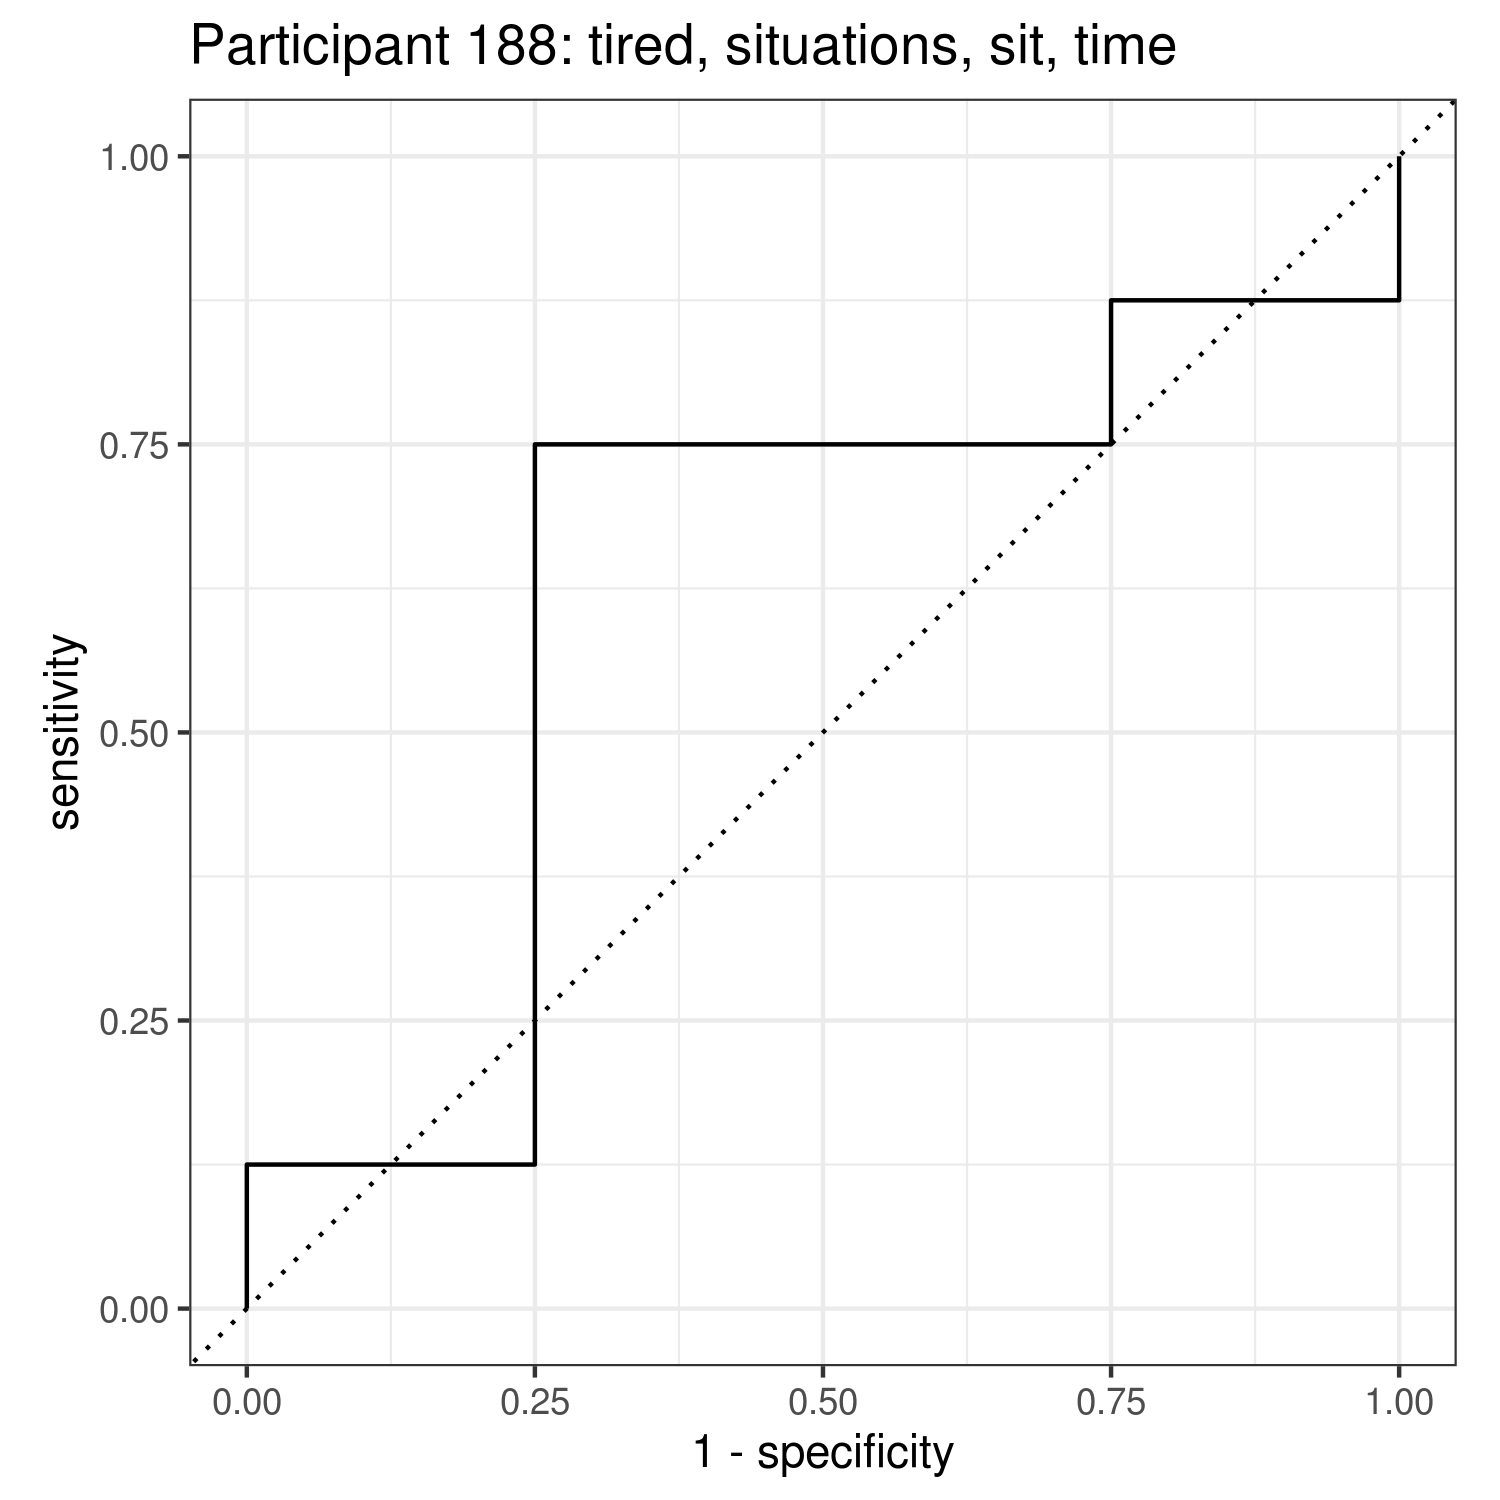 Participant 188: tired, situations, sit, time
1.00
0.75
0.50
0.25
0.00
sensitivity
0.00 0.25 0.50 0.75 1.00
1 - specificity